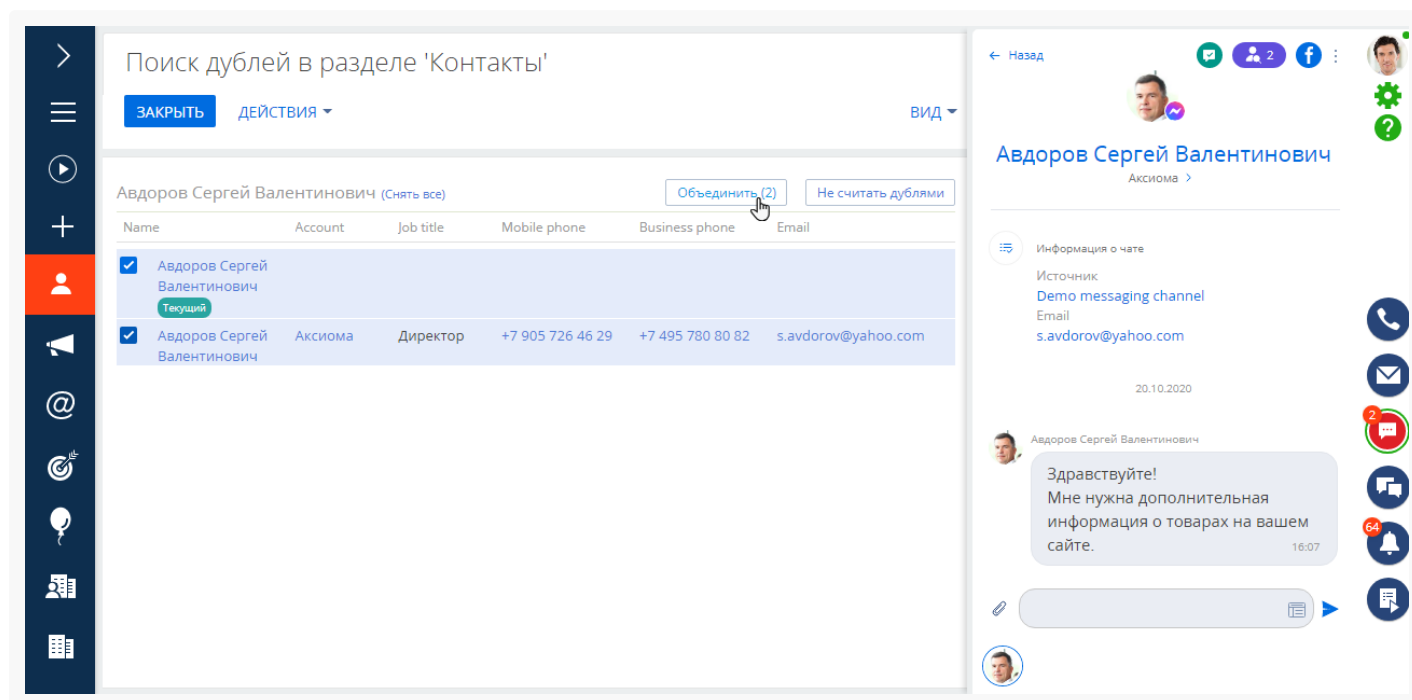 Поиск дублей в разделе 'Контакты'
ЗАКРЫТЬ ДЕЙСТВИЯ ВИД
Авдоров Сергей Валентинович (Снять все) Объединить (2) Не считать дублями
Name Account Job title Mobile phone Business phone Email
Авдоров Сергей
Валентинович
Текущий
Авдоров Сергей Аксиома Директор +7 905 726 46 29 +7 495 780 80 82 s.avdorov@yahoo.com
Валентинович
← Назад 2
Авдоров Сергей Валентинович
Аксиома >
Информация о чате
Источник
Demo messaging channel
Email
s.avdorov@yahoo.com
20.10.2020
Авдоров Сергей Валентинович
Здравствуйте!
Мне нужна дополнительная
информация о товарах на вашем
сайте. 16:07
2
64